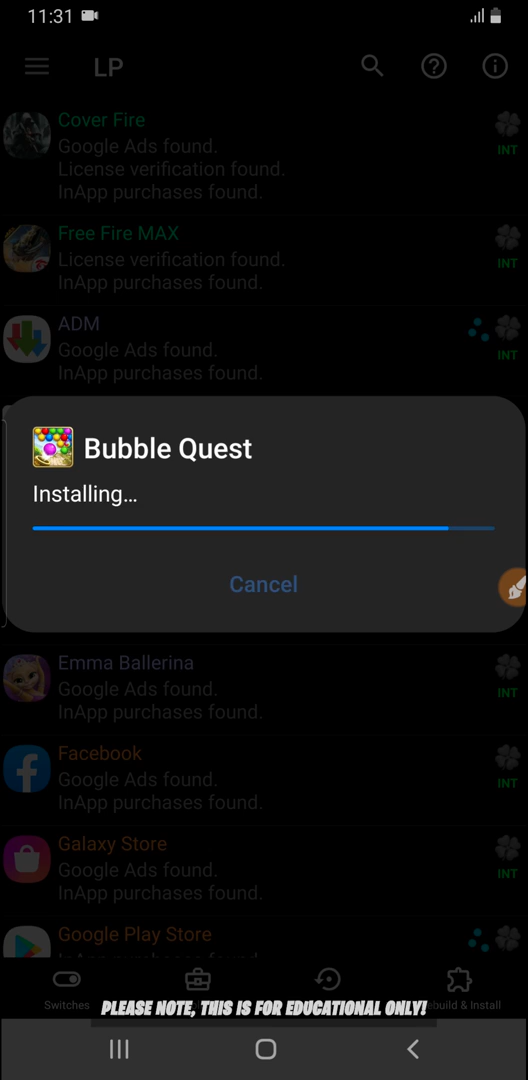 11:31
LP
Cover Fire
Google Ads found.
License verification found.
InApp purchases found.
INT
Free Fire MAX
License verification found.
InApp purchases found.
INT
ADM
Google Ads found.
InApp purchases found.
INT
Bubble Quest
Installing...
Cancel
Emma Ballerina
Google Ads found.
InApp purchases found.
INT
Facebook
Google Ads found.
InApp purchases found.
INT
Galaxy Store
Google Ads found.
InApp purchases found.
INT
Google Play Store
Switches
& Install
PLEASE NOTE, THIS IS FOR EDUCATIONAL ONLY!